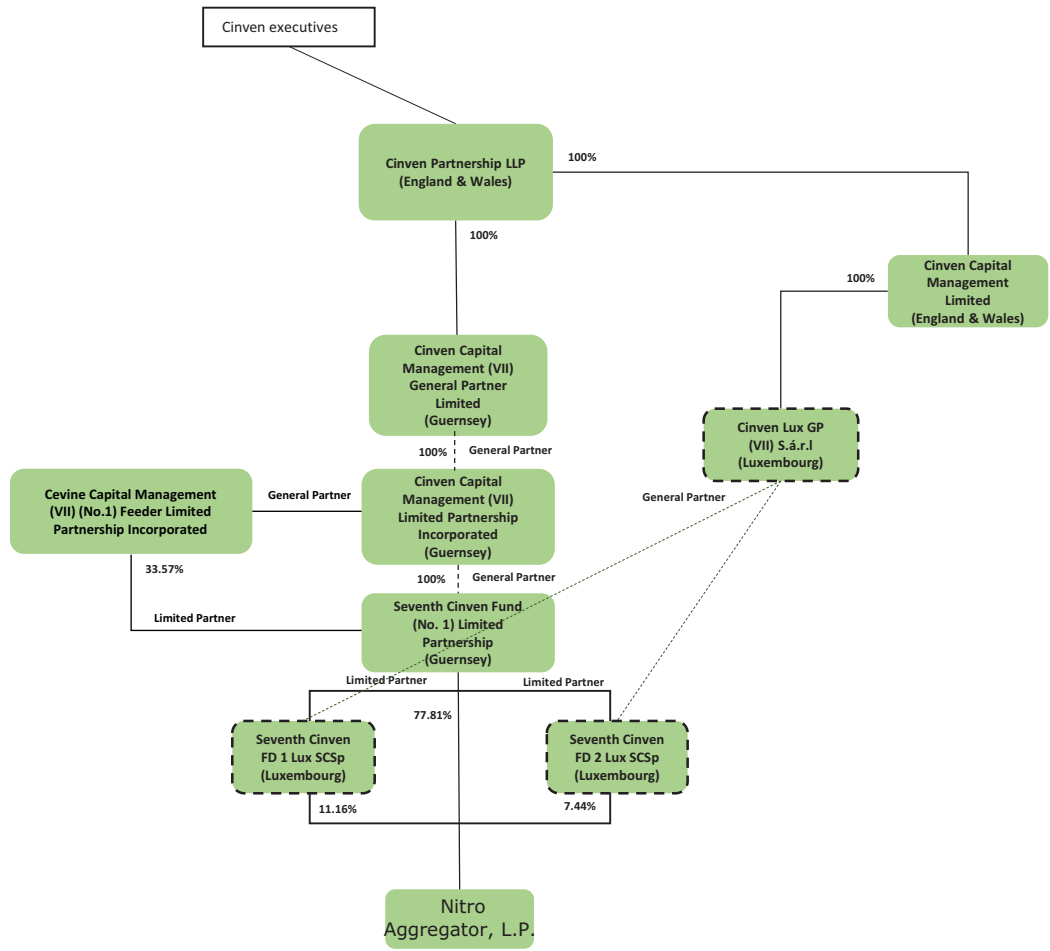 Cinven executives
Cinven Partnership LLP
(England & Wales)
100%
100%
Cinven Capital
Management
Limited
(England & Wales)
100%
Cinven Capital
Management (VII)
General Partner
Limited
(Guernsey)
Cinven Lux GP
(VII) S.á.r.l
(Luxembourg)
100%
General Partner
General Partner
Cevine Capital Management
(VII) (No.1) Feeder Limited
Partnership Incorporated
General Partner
Cinven Capital
Management (VII)
Limited Partnership
Incorporated
(Guernsey)
33.57%
100%
General Partner
Limited Partner
Seventh Cinven Fund
(No. 1) Limited
Partnership
(Guernsey)
Limited Partner
Limited Partner
77.81%
Seventh Cinven
FD 1 Lux SCSp
(Luxembourg)
Seventh Cinven
FD 2 Lux SCSp
(Luxembourg)
11.16%
7.44%
Nitro
Aggregator, L.P.